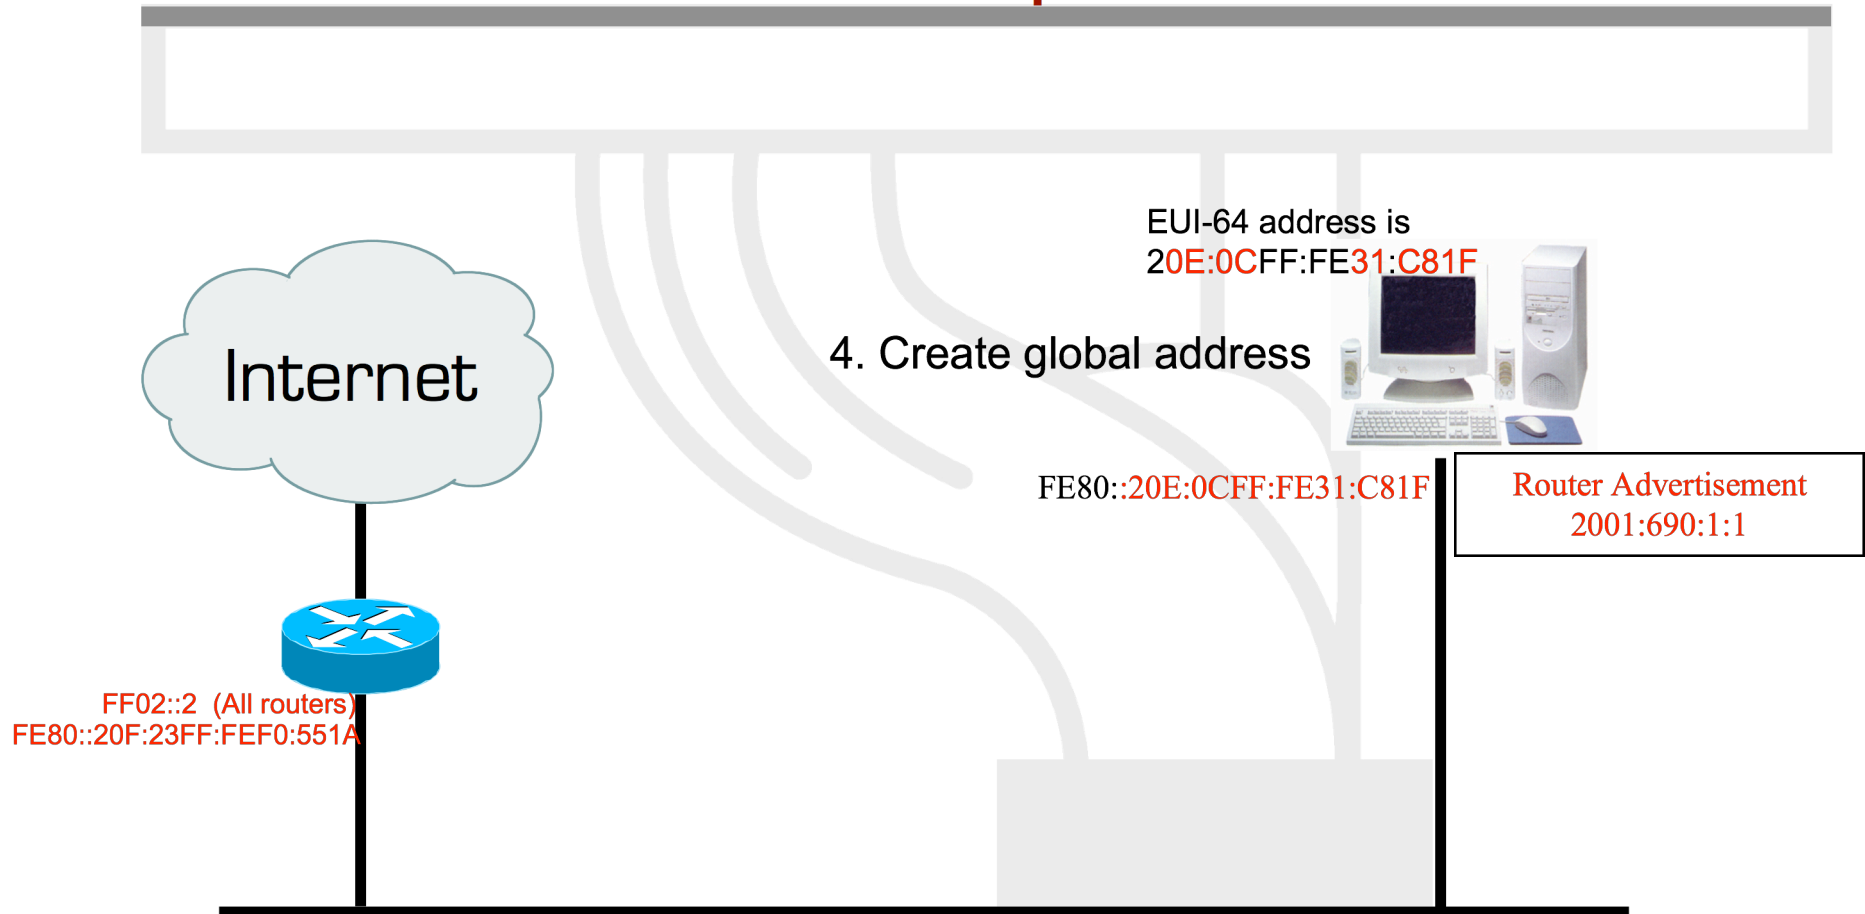 EUI-64 address is
20E:0CFF:FE31:C81F
Internet
4. Create global address
FE80::20E:0CFF:FE31:C81F
Router Advertisement
2001:690:1:1
FF02::2 (All routers)
FE80::20F:23FF:FEF0:551A